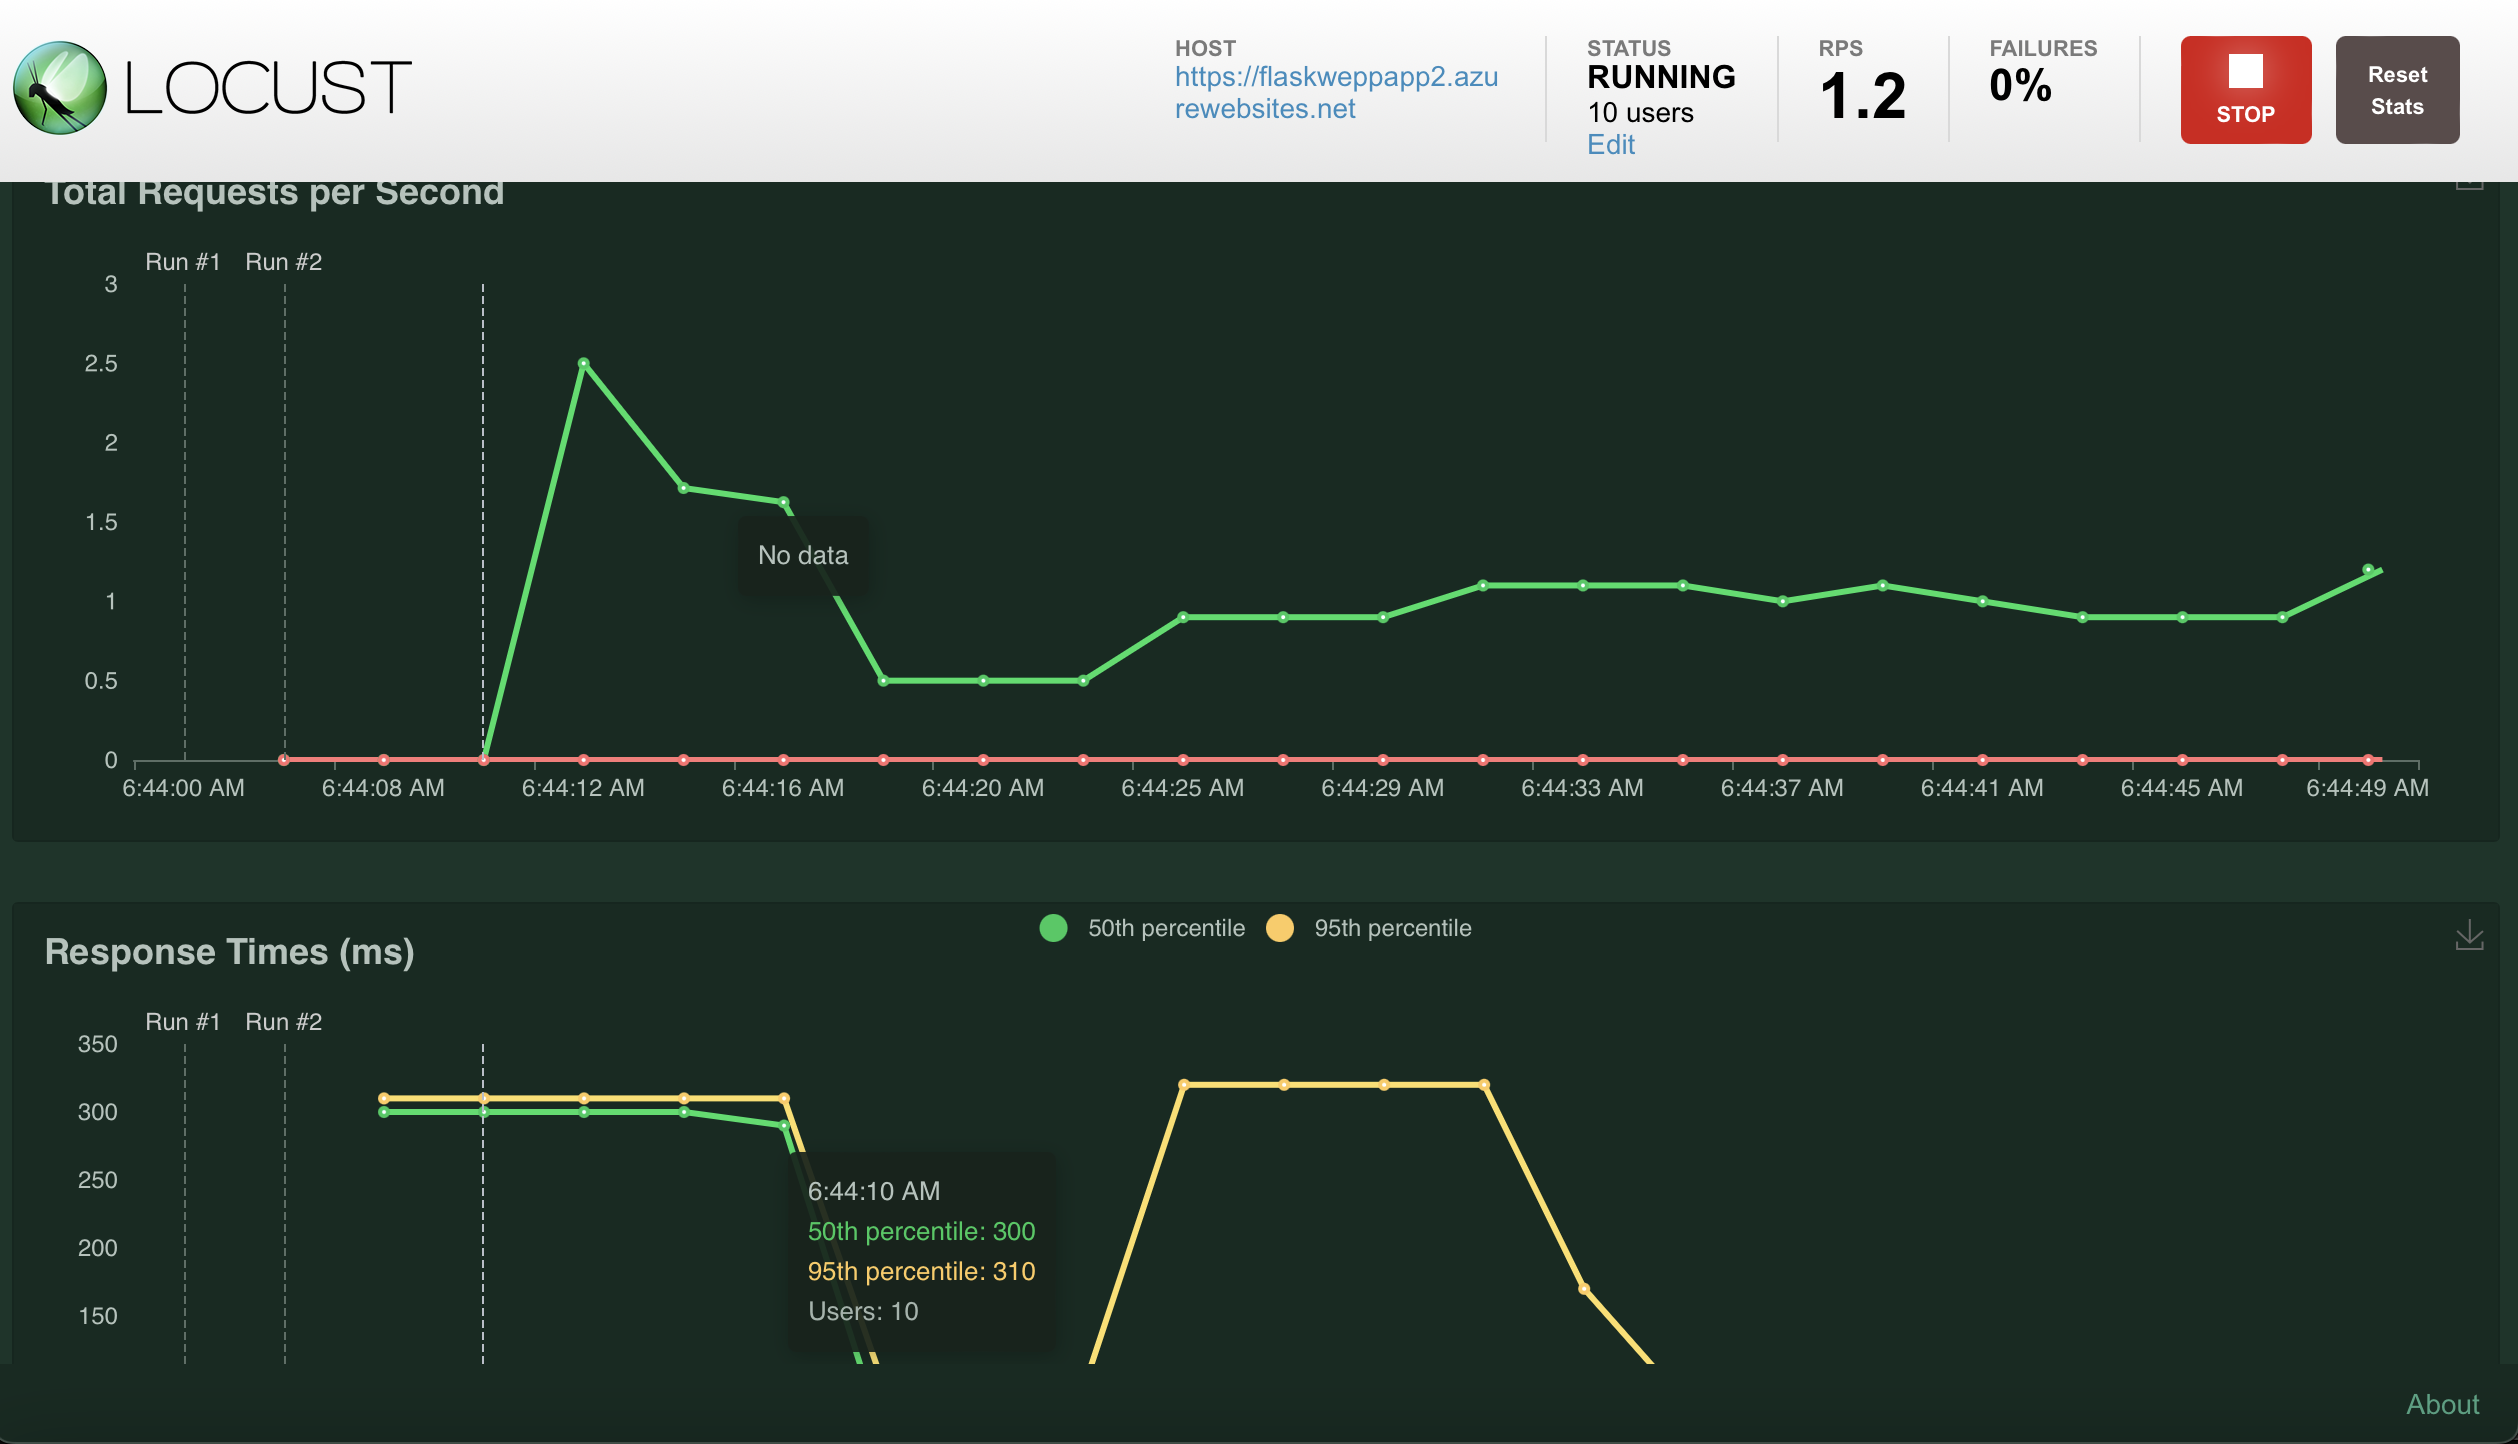 LOCUST
HOST
https://flaskweppapp2.azu
rewebsites.net
STATUS
RUNNING
10 users
Edit
RPS
1.2
FAILURES
0%
STOP
Reset
Stats
Total Requests per Second
Run #1 Run #2
3
2.5
2
1.5
1
0.5
0
No data
6:44:00 AM 6:44:08 AM 6:44:12 AM 6:44:16 AM 6:44:20 AM 6:44:25 AM 6:44:29 AM 6:44:33 AM 6:44:37 AM 6:44:41 AM 6:44:45 AM 6:44:49 AM
50th percentile 95th percentile
Response Times (ms)
Run #1 Run #2
350
300
250
200
150
6:44:10 AM
50th percentile: 300
95th percentile: 310
Users: 10
About